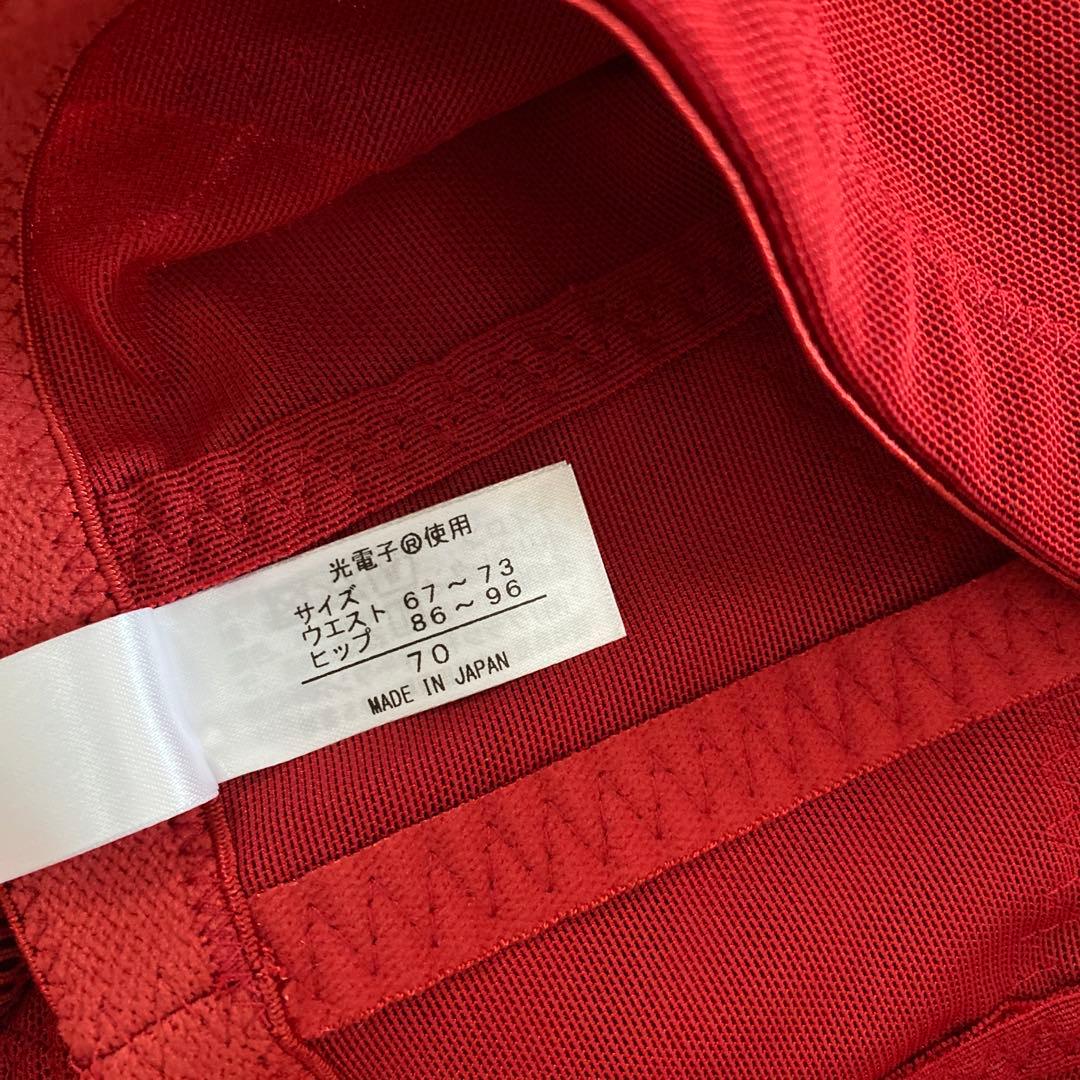 光電子®使用
サイズ
ウエスト 67～73
ヒップ 86～96
70
MADE IN JAPAN